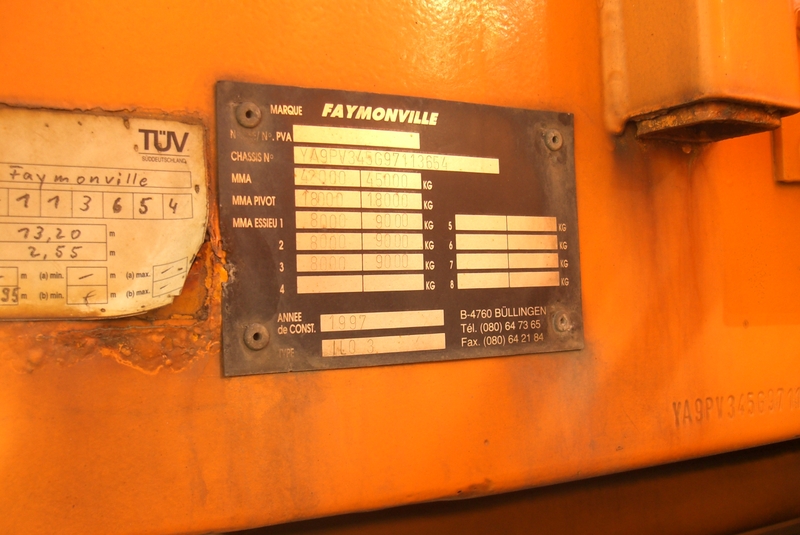 TÜV
SÜDDEUTSCHLAND
Faymonville
1 1 3 6 5 4
13,20 m
2,55 m
m (a) min. – m (a) max. –
95 m (b) min. m (b) max. –
MARQUE FAYMONVILLE
N°. PVA
CHASSIS N° YA9PV345G97113654
MMA 42000 45000 KG
MMA PIVOT 18000 18000 KG
MMA ESSIEU 1 8000 9000 KG 5 KG
2 8000 9000 KG 6 KG
3 8000 9000 KG 7 KG
4 KG 8 KG
ANNEE
de CONST. 1997
TYPE
B-4760 BÜLLINGEN
Tél. (080) 64 73 65
Fax. (080) 64 21 84
YA9PV345G971